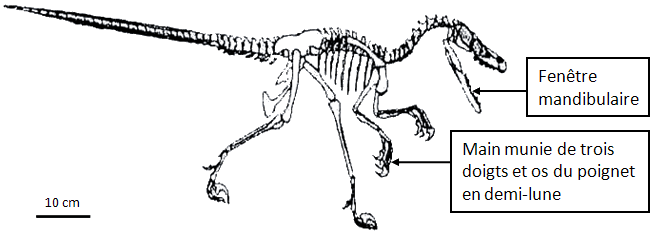 Fenêtre
mandibulaire
Main munie de trois
doigts et os du poignet
en demi-lune
10 cm